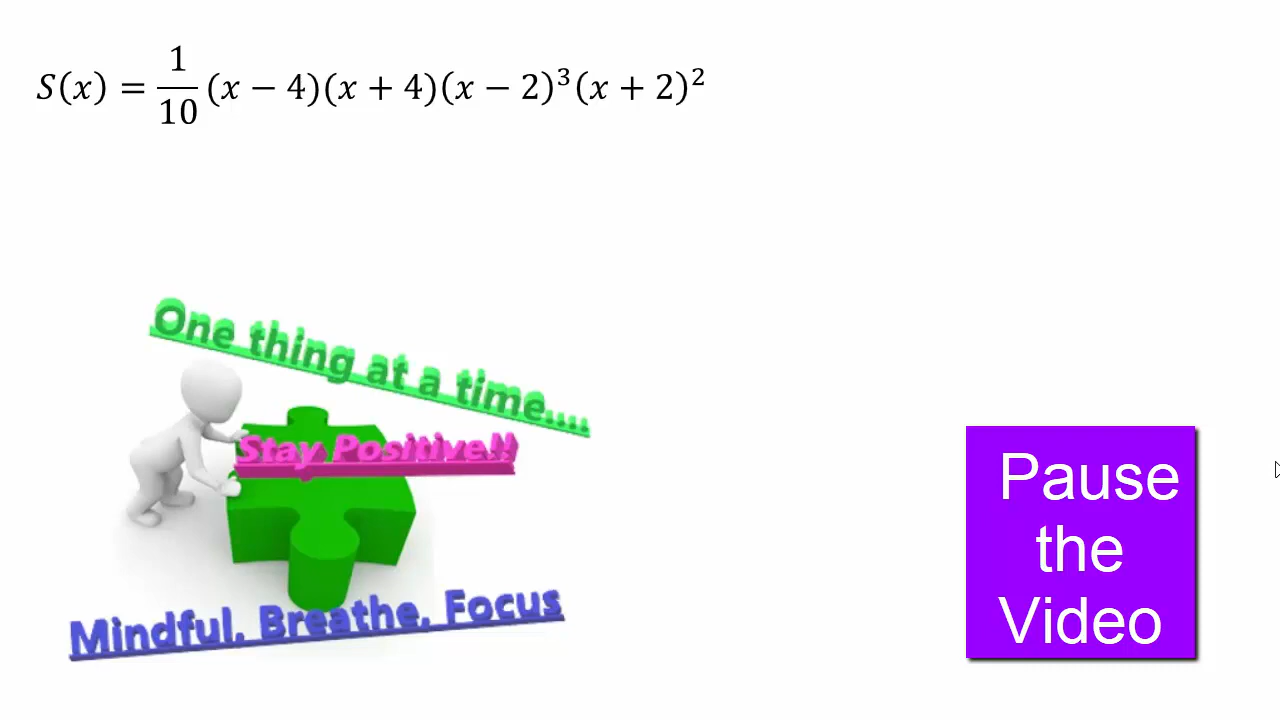 S(x) = 1/10 (x − 4)(x + 4)(x − 2)³(x + 2)²
One thing at a time....
Stay Positive!!
Mindful, Breathe, Focus
Pause
the
Video